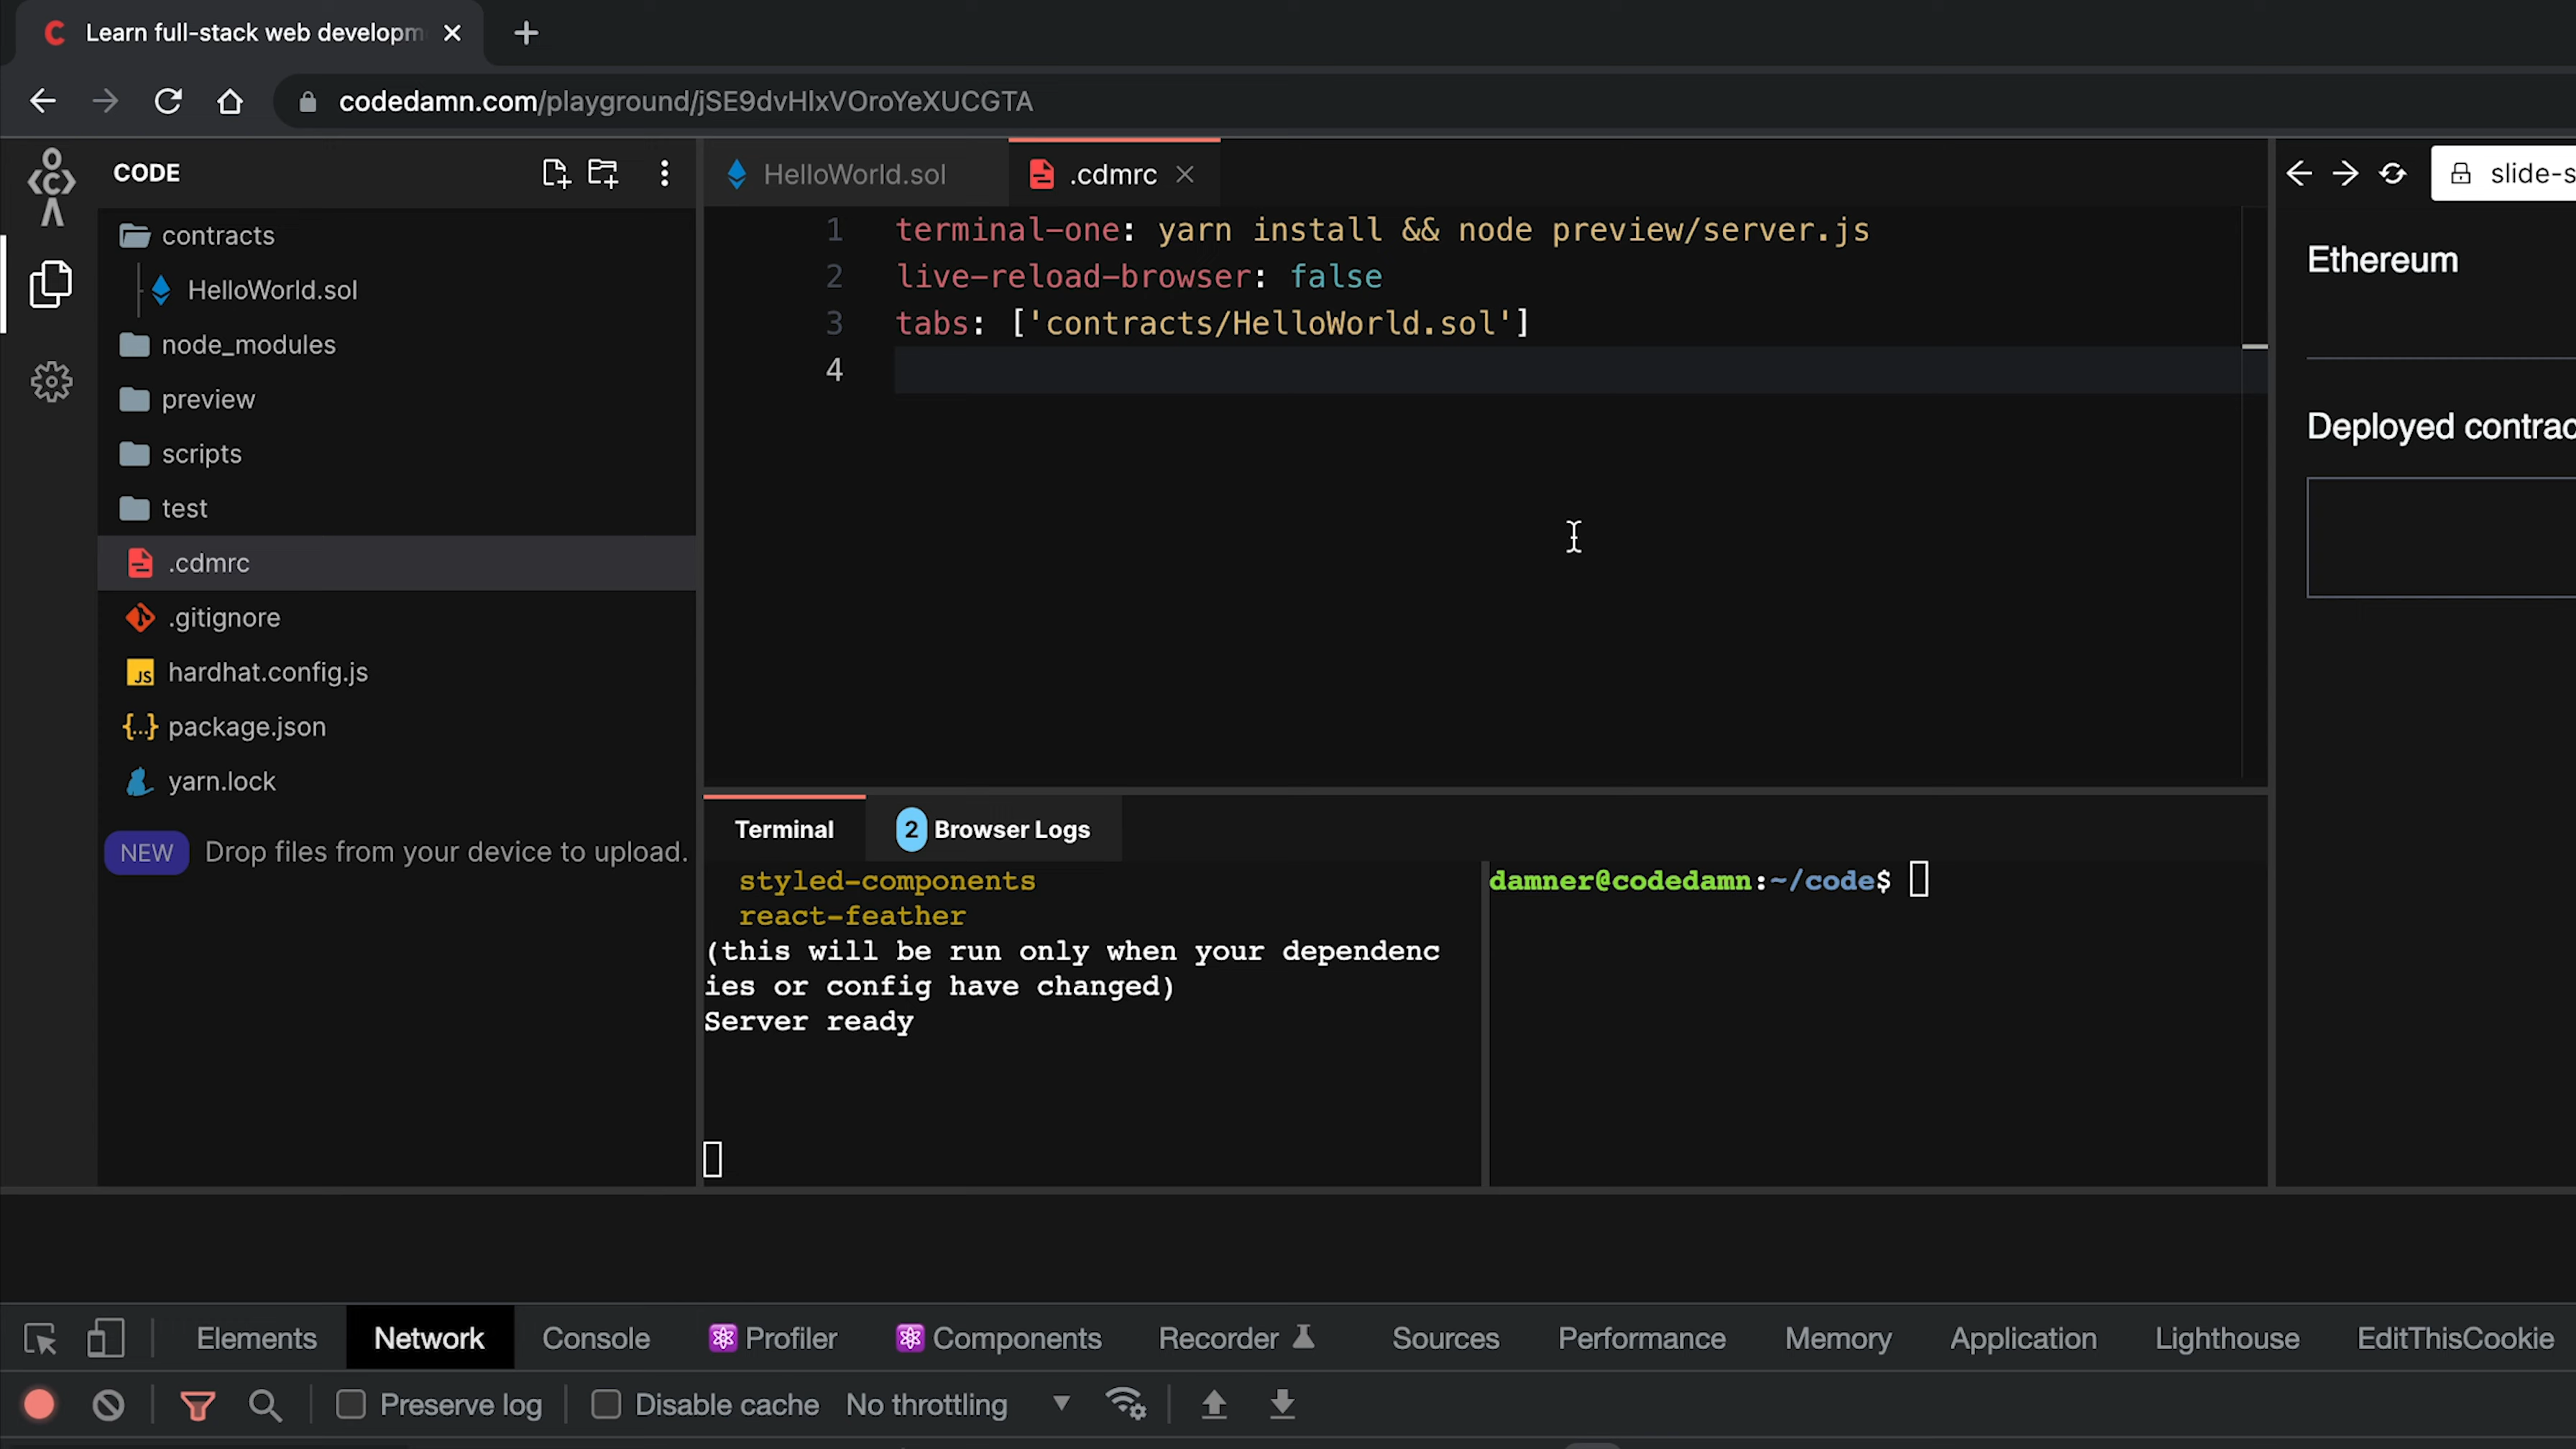 Learn full-stack web developm
codedamn.com/playground/jSE9dvHlxVOroYeXUCGTA
CODE
contracts
HelloWorld.sol
node_modules
preview
scripts
test
.cdmrc
.gitignore
hardhat.config.js
package.json
yarn.lock
NEW Drop files from your device to upload.
HelloWorld.sol
.cdmrc
1 terminal-one: yarn install && node preview/server.js
2 live-reload-browser: false
3 tabs: ['contracts/HelloWorld.sol']
4
Terminal
2 Browser Logs
styled-components
react-feather
(this will be run only when your dependenc
ies or config have changed)
Server ready
damner@codedamn:~/code$
slide-s
Ethereum
Deployed contrac
Elements Network Console Profiler Components Recorder Sources Performance Memory Application Lighthouse EditThisCookie
Preserve log Disable cache No throttling